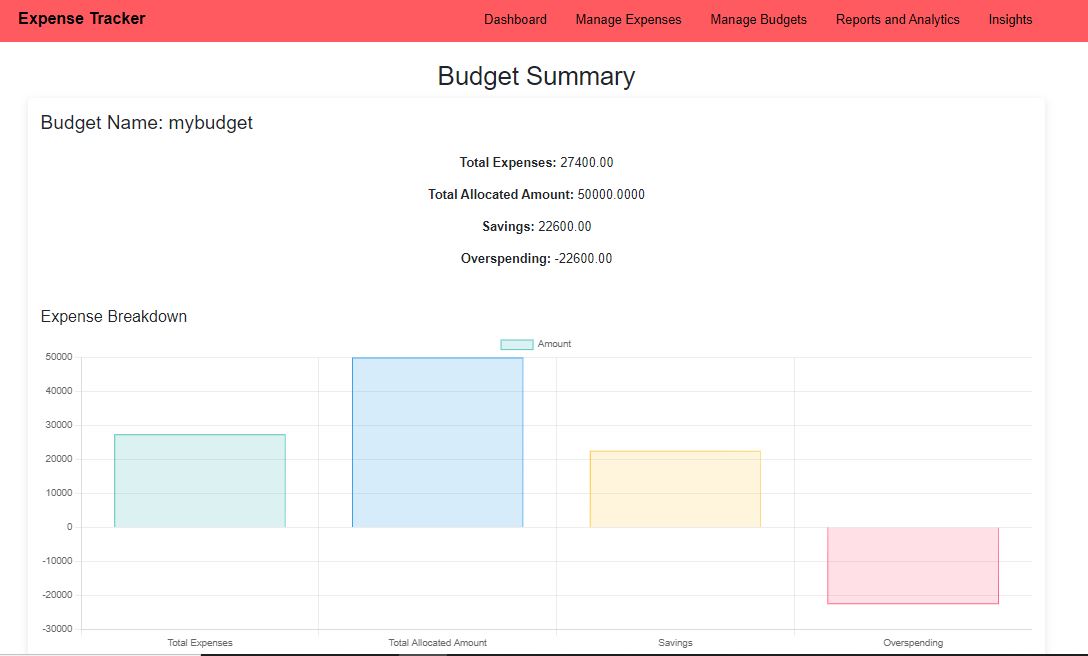 Expense Tracker
Dashboard Manage Expenses Manage Budgets Reports and Analytics Insights
Budget Summary
Budget Name: mybudget
Total Expenses: 27400.00
Total Allocated Amount: 50000.0000
Savings: 22600.00
Overspending: -22600.00
Expense Breakdown
Amount
50000
40000
30000
20000
10000
0
-10000
-20000
-30000
Total Expenses Total Allocated Amount Savings Overspending